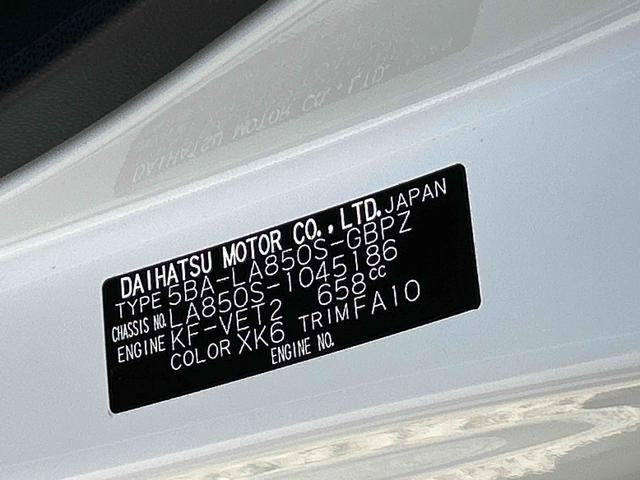 DAIHATSU MOTOR CO.,LTD. JAPAN
TYPE 5BA-LA850S-GBPZ
CHASSIS NO. LA850S-1045186
ENGINE KF-VET2 658cc
COLOR XK6 TRIM FA10
ENGINE NO.